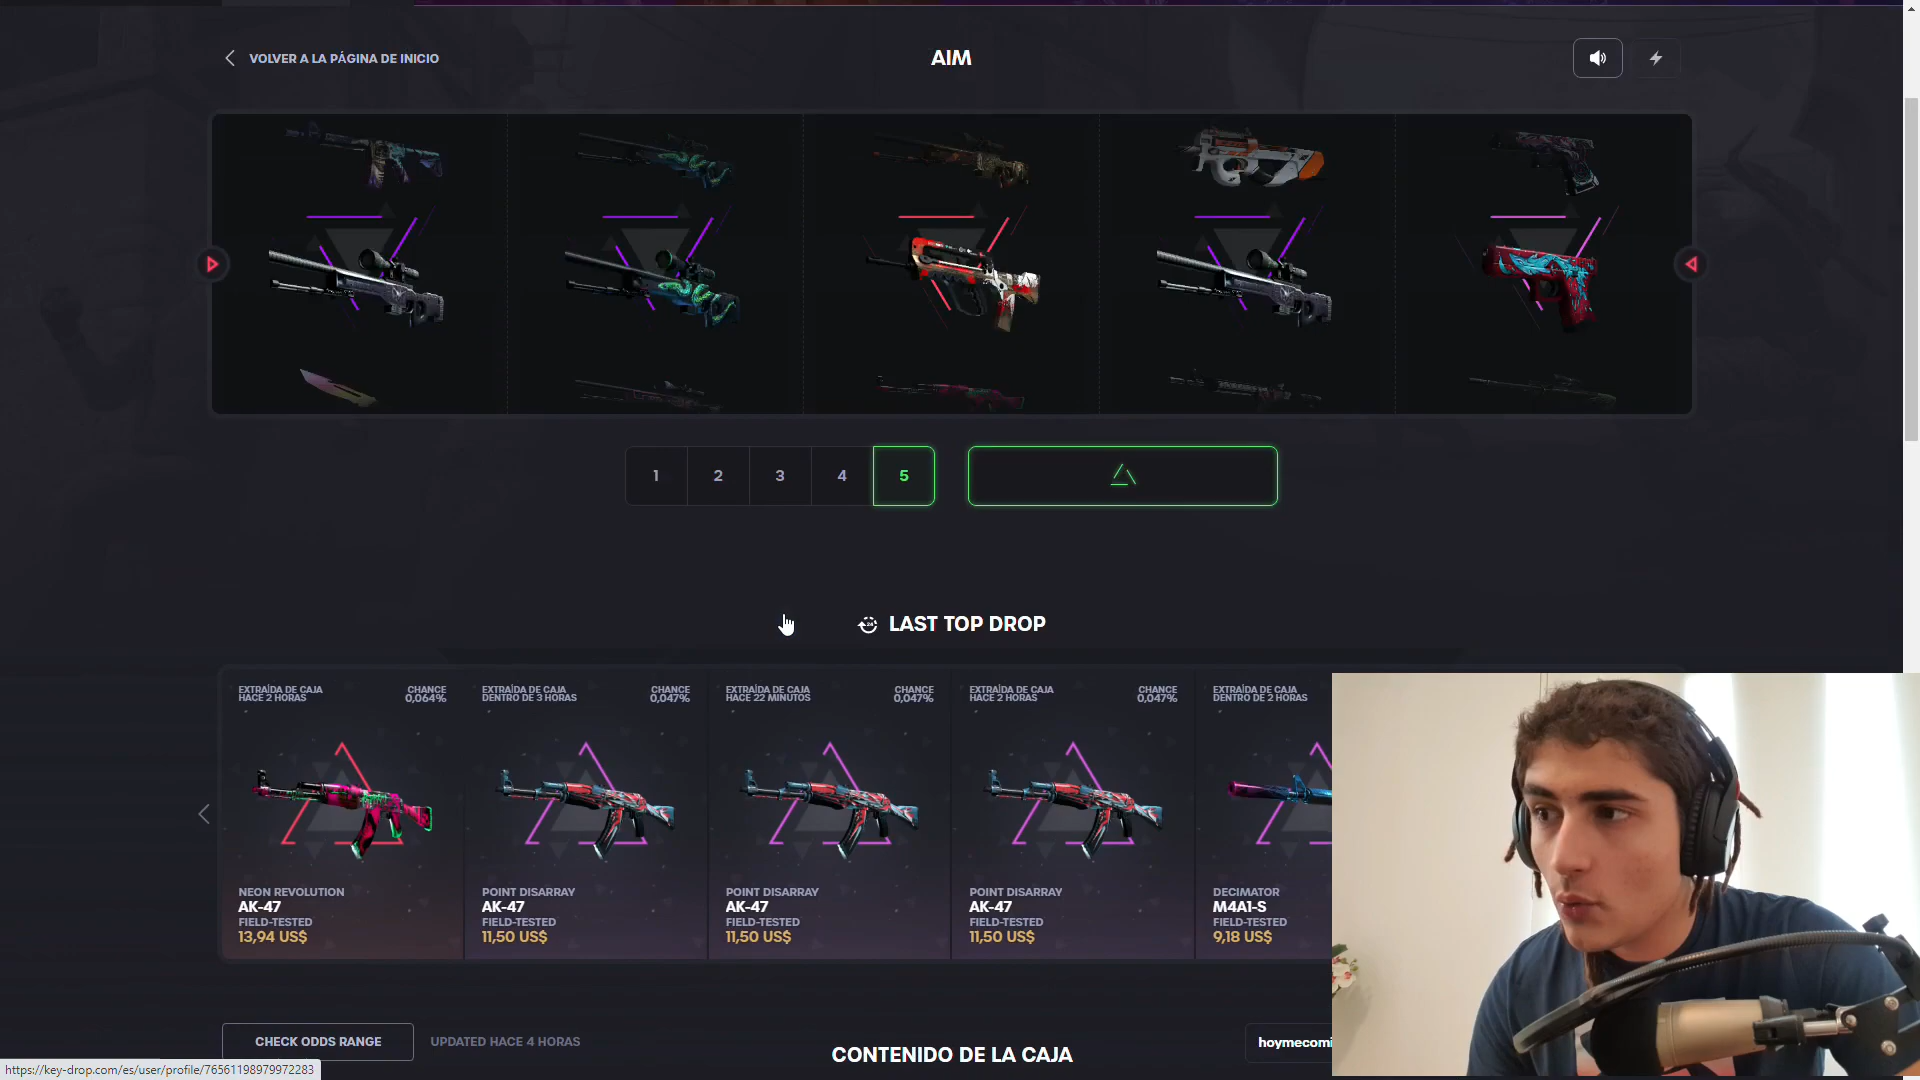 VOLVER A LA PÁGINA DE INICIO
AIM
1 2 3 4 5
LAST TOP DROP
EXTRAÍDA DE CAJA
HACE 2 HORAS
CHANCE
0,064%
NEON REVOLUTION
AK-47
FIELD-TESTED
13,94 US$
EXTRAÍDA DE CAJA
DENTRO DE 3 HORAS
CHANCE
0,047%
POINT DISARRAY
AK-47
FIELD-TESTED
11,50 US$
EXTRAÍDA DE CAJA
HACE 22 MINUTOS
CHANCE
0,047%
POINT DISARRAY
AK-47
FIELD-TESTED
11,50 US$
EXTRAÍDA DE CAJA
HACE 2 HORAS
CHANCE
0,047%
POINT DISARRAY
AK-47
FIELD-TESTED
11,50 US$
EXTRAÍDA DE CAJA
DENTRO DE 2 HORAS
DECIMATOR
M4A1-S
FIELD-TESTED
9,18 US$
CHECK ODDS RANGE
UPDATED HACE 4 HORAS
CONTENIDO DE LA CAJA
hoymecomi
https://key-drop.com/es/user/profile/76561198979972283